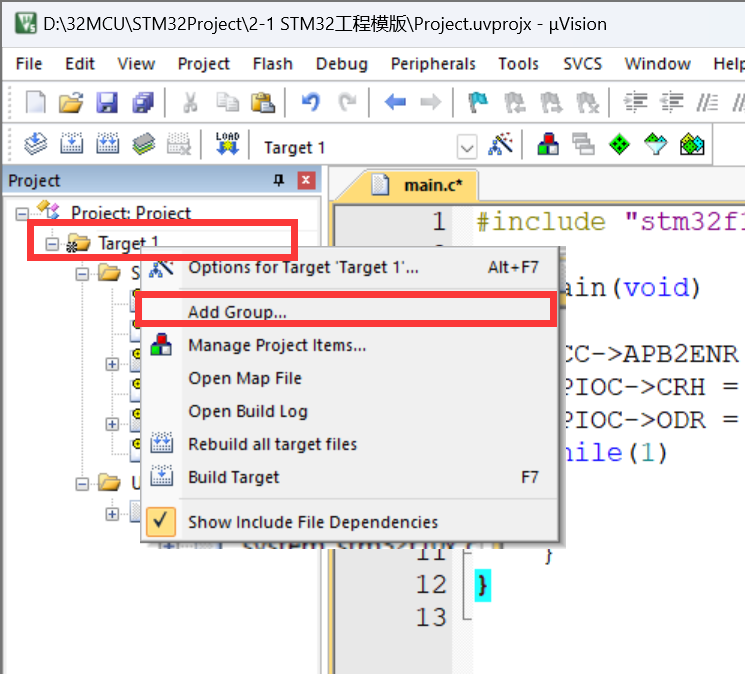 D:\32MCU\STM32Project\2-1 STM32工程模版\Project.uvprojx - µVision
File Edit View Project Flash Debug Peripherals Tools SVCS Window Help
LOAD
Target 1
Project
main.c*
Project: Project
Target 1
Options for Target 'Target 1'... Alt+F7
Add Group...
Manage Project Items...
Open Map File
Open Build Log
Rebuild all target files
Build Target F7
Show Include File Dependencies
1 #include "stm32f1
ain(void)
CC->APB2ENR
PIOC->CRH =
PIOC->ODR =
hile(1)
11 }
12 }
13